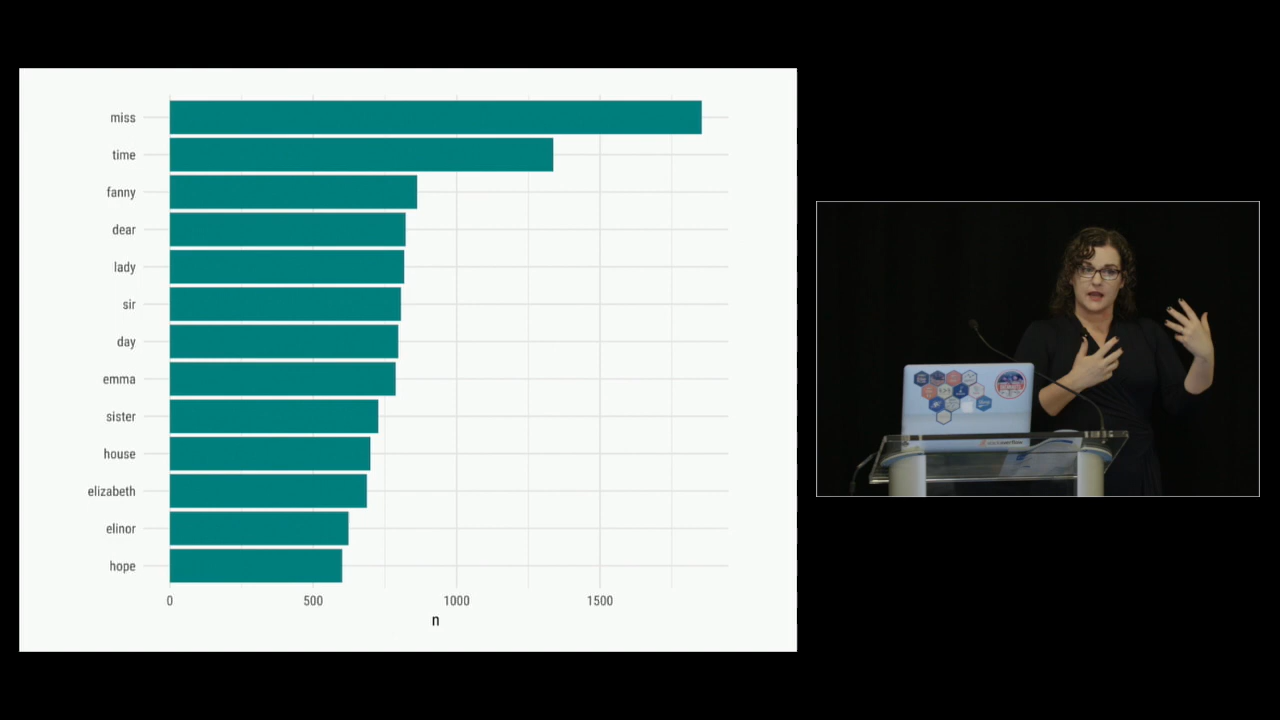 miss
time
fanny
dear
lady
sir
day
emma
sister
house
elizabeth
elinor
hope
0 500 1000 1500
n